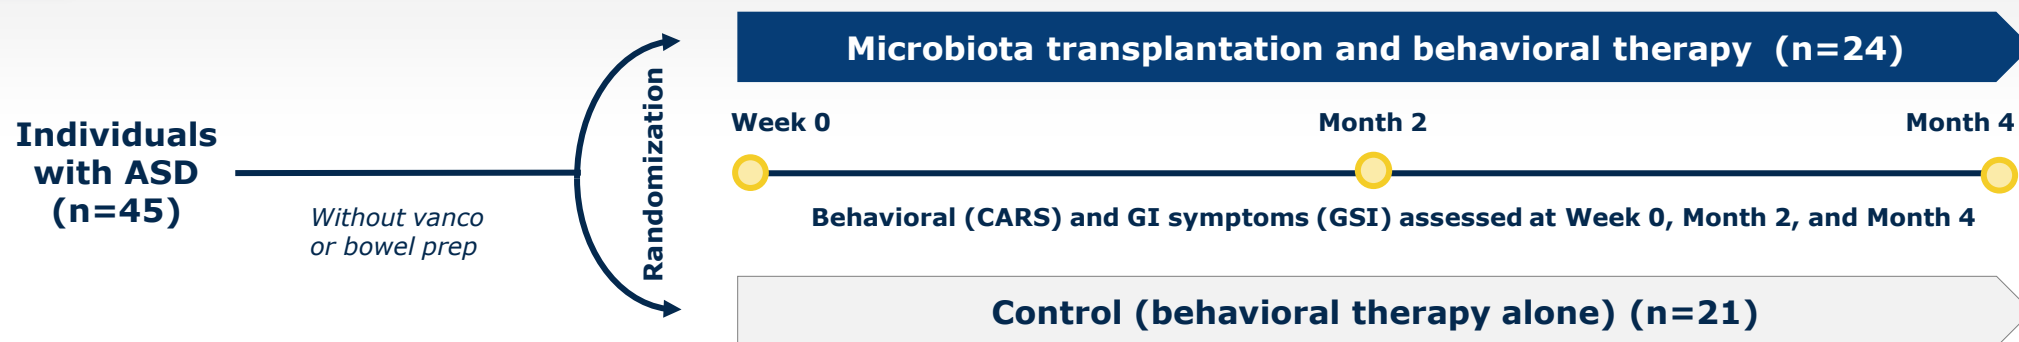 Individuals
with ASD
(n=45)
Without vanco
or bowel prep
Randomization
Microbiota transplantation and behavioral therapy (n=24)
Week 0
Month 2
Month 4
Behavioral (CARS) and GI symptoms (GSI) assessed at Week 0, Month 2, and Month 4
Control (behavioral therapy alone) (n=21)